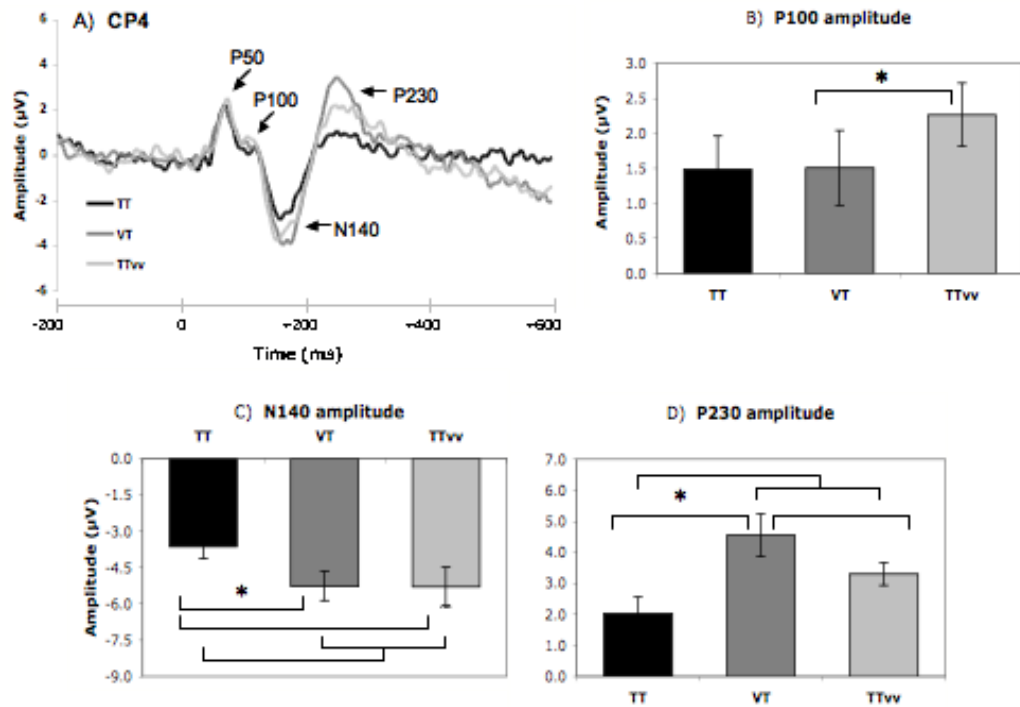 A) CP4
Amplitude (µV)
6
4
2
0
-2
-4
-6
P50
P100
P230
N140
TT
VT
TTvv
-200
0
+200
+400
+600
Time (ms)
B) P100 amplitude
Amplitude (µV)
3.0
2.5
2.0
1.5
1.0
0.5
0.0
*
TT VT TTvv
C) N140 amplitude
TT VT TTvv
Amplitude (µV)
0.0
-1.5
-3.0
-4.5
-6.0
-7.5
-9.0
*
D) P230 amplitude
7.0
6.0
5.0
4.0
3.0
2.0
1.0
0.0
*
TT VT TTvv